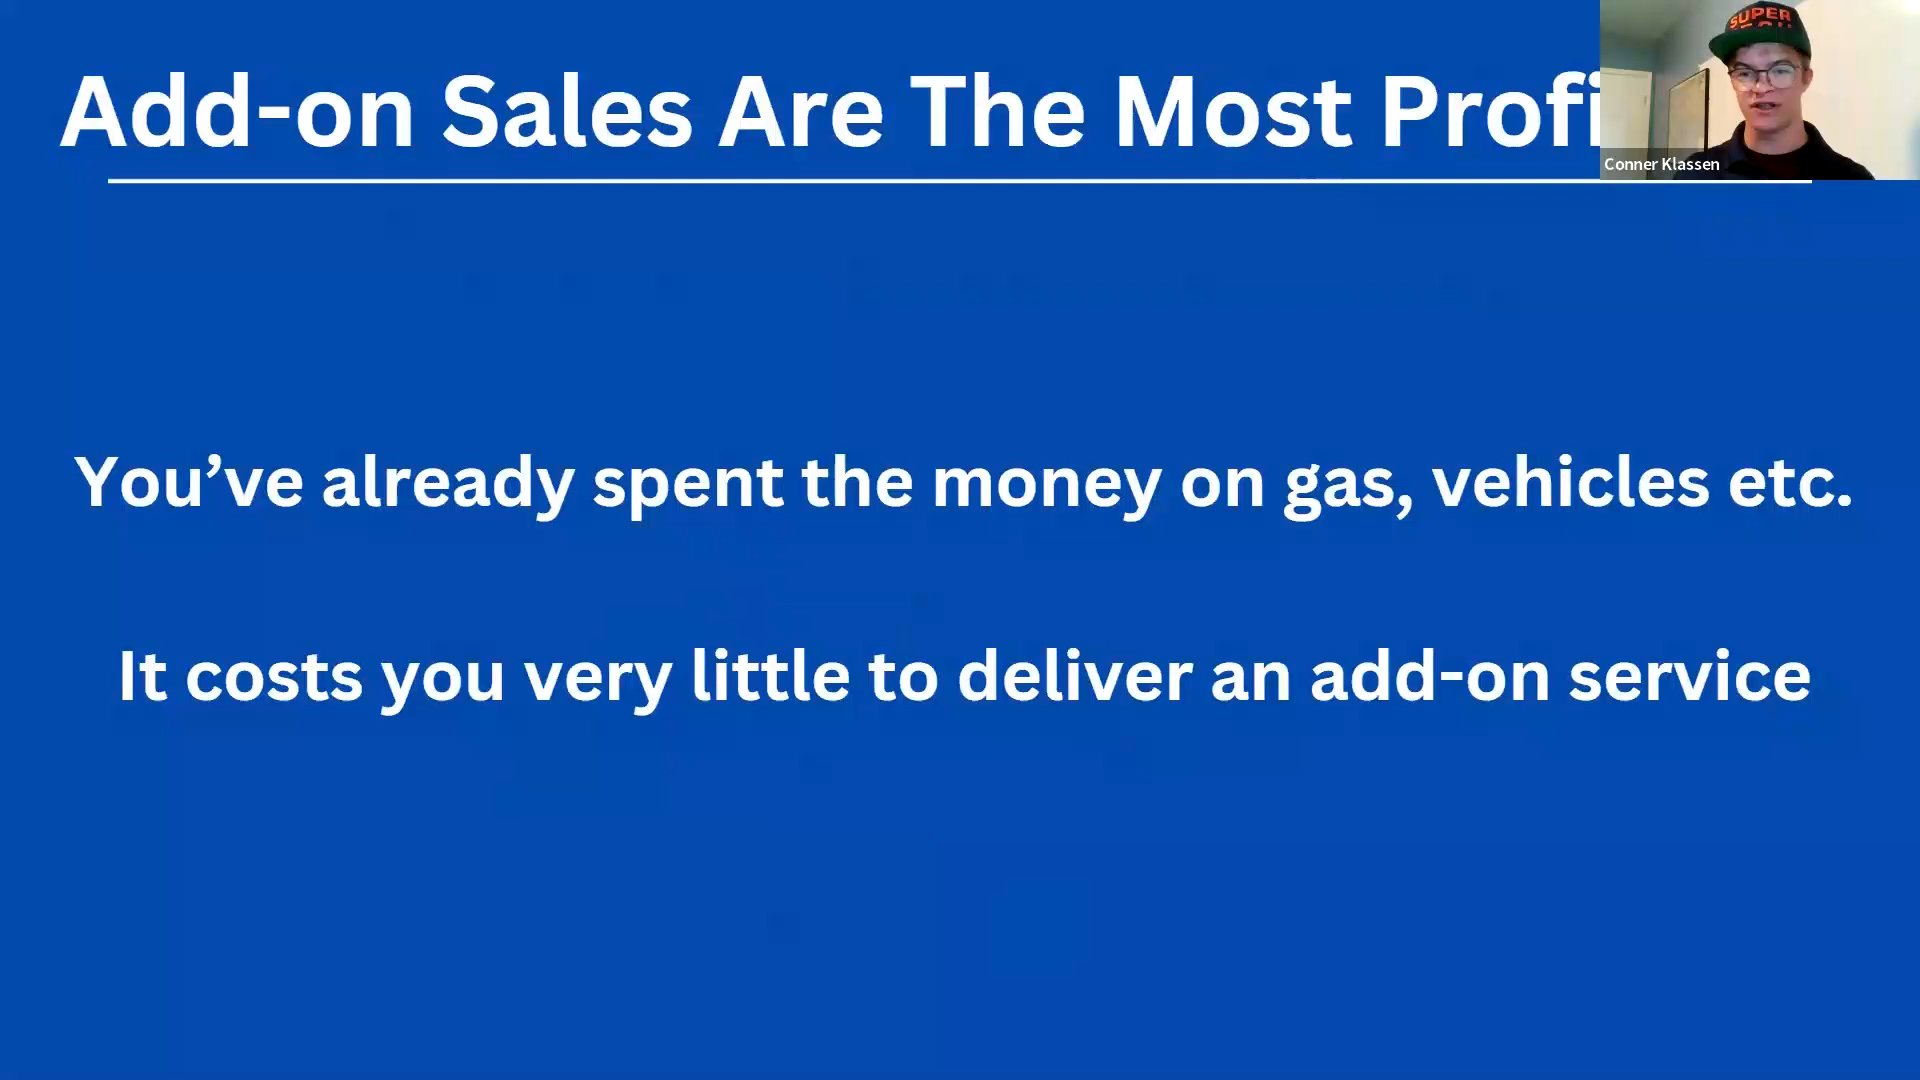 Add-on Sales Are The Most Profi
SUPER
Conner Klassen
You’ve already spent the money on gas, vehicles etc.
It costs you very little to deliver an add-on service